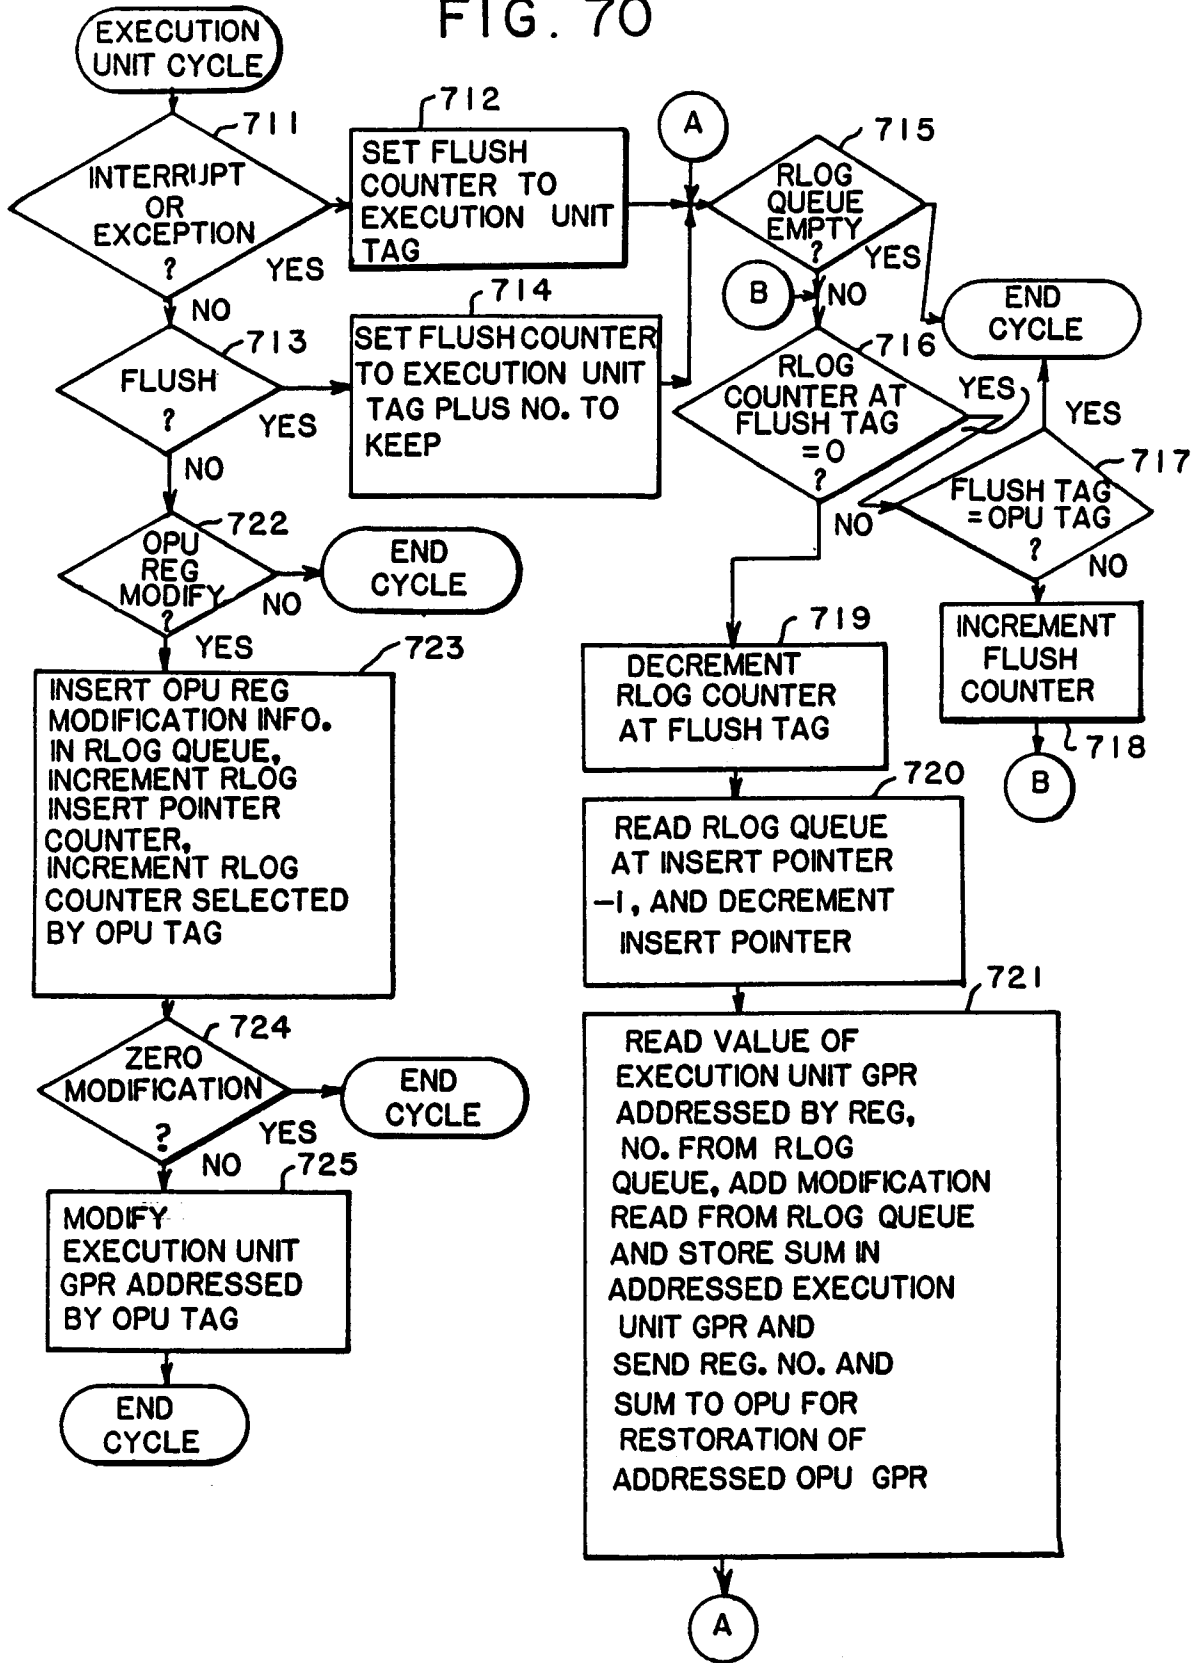 FIG. 70
EXECUTION
UNIT CYCLE
711
INTERRUPT
OR
EXCEPTION
?
YES
NO
712
SET FLUSH
COUNTER TO
EXECUTION UNIT
TAG
713
FLUSH
?
YES
NO
714
SET FLUSH COUNTER
TO EXECUTION UNIT
TAG PLUS NO. TO
KEEP
722
OPU
REG
MODIFY
?
NO
YES
END
CYCLE
723
INSERT OPU REG
MODIFICATION INFO.
IN RLOG QUEUE,
INCREMENT RLOG
INSERT POINTER
COUNTER,
INCREMENT RLOG
COUNTER SELECTED
BY OPU TAG
724
ZERO
MODIFICATION
?
YES
NO
END
CYCLE
725
MODIFY
EXECUTION UNIT
GPR ADDRESSED
BY OPU TAG
END
CYCLE
A
715
RLOG
QUEUE
EMPTY
?
YES
NO
B
END
CYCLE
716
RLOG
COUNTER AT
FLUSH TAG
=0
?
YES
NO
717
FLUSH TAG
=OPU TAG
?
YES
NO
INCREMENT
FLUSH
COUNTER
718
B
719
DECREMENT
RLOG COUNTER
AT FLUSH TAG
720
READ RLOG QUEUE
AT INSERT POINTER
-1, AND DECREMENT
INSERT POINTER
721
READ VALUE OF
EXECUTION UNIT GPR
ADDRESSED BY REG,
NO. FROM RLOG
QUEUE, ADD MODIFICATION
READ FROM RLOG QUEUE
AND STORE SUM IN
ADDRESSED EXECUTION
UNIT GPR AND
SEND REG. NO. AND
SUM TO OPU FOR
RESTORATION OF
ADDRESSED OPU GPR
A